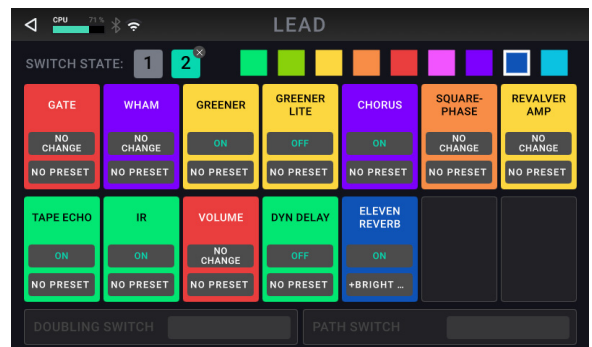 CPU 71 % LEAD
SWITCH STATE: 1 2
GATE WHAM GREENER GREENER LITE CHORUS SQUARE-PHASE REVALVER AMP
NO CHANGE NO CHANGE ON OFF ON NO CHANGE NO CHANGE
NO PRESET NO PRESET NO PRESET NO PRESET NO PRESET NO PRESET NO PRESET
TAPE ECHO IR VOLUME DYN DELAY ELEVEN REVERB
ON ON NO CHANGE OFF ON
NO PRESET NO PRESET NO PRESET NO PRESET +BRIGHT ...
DOUBLING SWITCH PATH SWITCH